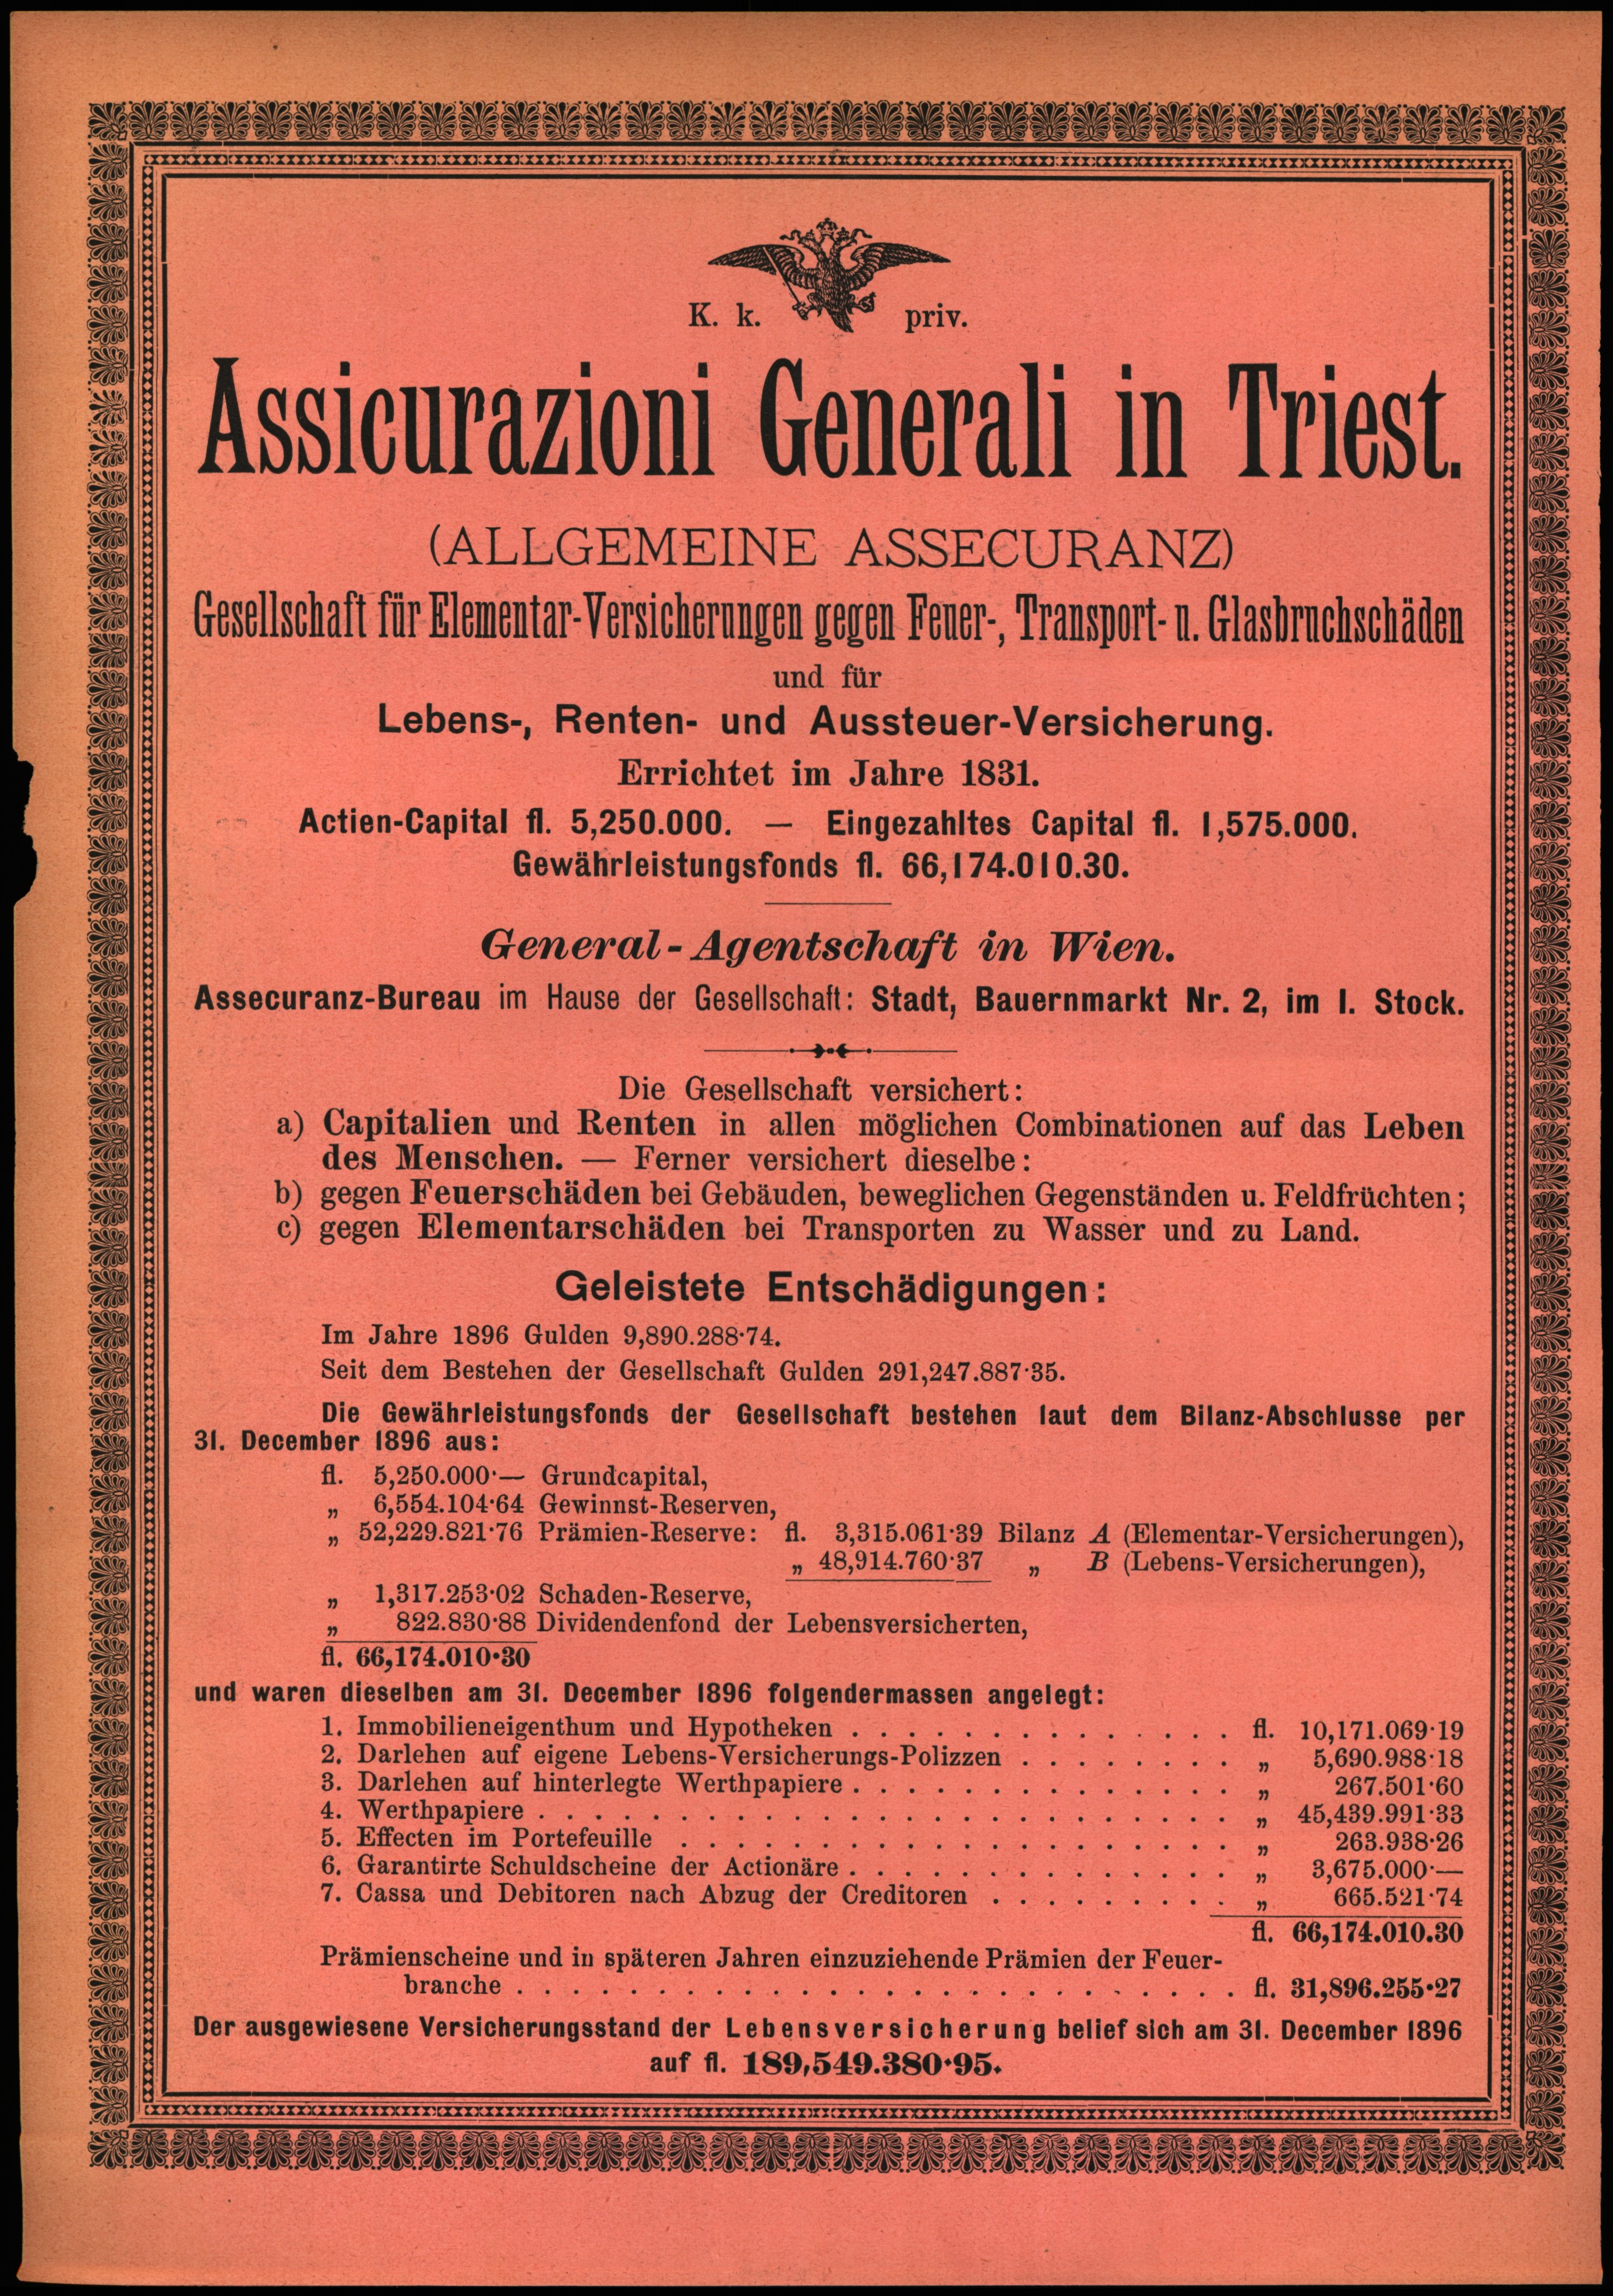 K. k. priv.
Assicurazioni Generali in Triest.
(ALLGEMEINE ASSECURANZ)
Gesellschaft für Elementar-Versicherungen gegen Feuer-, Transport- u. Glasbruchschäden
und für
Lebens-, Renten- und Aussteuer-Versicherung.
Errichtet im Jahre 1831.
Actien-Capital fl. 5,250.000. — Eingezahltes Capital fl. 1,575.000.
Gewährleistungsfonds fl. 66,174.010.30.
General-Agentschaft in Wien.
Assecuranz-Bureau im Hause der Gesellschaft: Stadt, Bauernmarkt Nr. 2, im I. Stock.
Die Gesellschaft versichert:
a) Capitalien und Renten in allen möglichen Combinationen auf das Leben
des Menschen. — Ferner versichert dieselbe:
b) gegen Feuerschäden bei Gebäuden, beweglichen Gegenständen u. Feldfrüchten;
c) gegen Elementarschäden bei Transporten zu Wasser und zu Land.
Geleistete Entschädigungen:
Im Jahre 1896 Gulden 9,890.288·74.
Seit dem Bestehen der Gesellschaft Gulden 291,247.887·35.
Die Gewährleistungsfonds der Gesellschaft bestehen laut dem Bilanz-Abschlusse per
31. December 1896 aus:
fl. 5,250.000·— Grundcapital,
„ 6,554.104·64 Gewinnst-Reserven,
„ 52,229.821·76 Prämien-Reserve: fl. 3,315.061·39 Bilanz A (Elementar-Versicherungen),
„ 48,914.760·37 „ B (Lebens-Versicherungen),
„ 1,317.253·02 Schaden-Reserve,
„ 822.830·88 Dividendenfond der Lebensversicherten,
fl. 66,174.010·30
und waren dieselben am 31. December 1896 folgendermassen angelegt:
1. Immobilieneigenthum und Hypotheken . . . . . . . . . . . . . . fl. 10,171.069·19
2. Darlehen auf eigene Lebens-Versicherungs-Polizzen . . . . . . . . „ 5,690.988·18
3. Darlehen auf hinterlegte Werthpapiere . . . . . . . . . . . . . . „ 267.501·60
4. Werthpapiere . . . . . . . . . . . . . . . . . . . . . . . . . „ 45,439.991·33
5. Effecten im Portefeuille . . . . . . . . . . . . . . . . . . . . „ 263.938·26
6. Garantirte Schuldscheine der Actionäre . . . . . . . . . . . . . . „ 3,675.000·—
7. Cassa und Debitoren nach Abzug der Creditoren . . . . . . . . . „ 665.521·74
fl. 66,174.010.30
Prämienscheine und in späteren Jahren einzuziehende Prämien der Feuer-
branche . . . . . . . . . . . . . . . . . . . . . . . . . . fl. 31,896.255·27
Der ausgewiesene Versicherungsstand der Lebensversicherung belief sich am 31. December 1896
auf fl. 189,549.380·95.